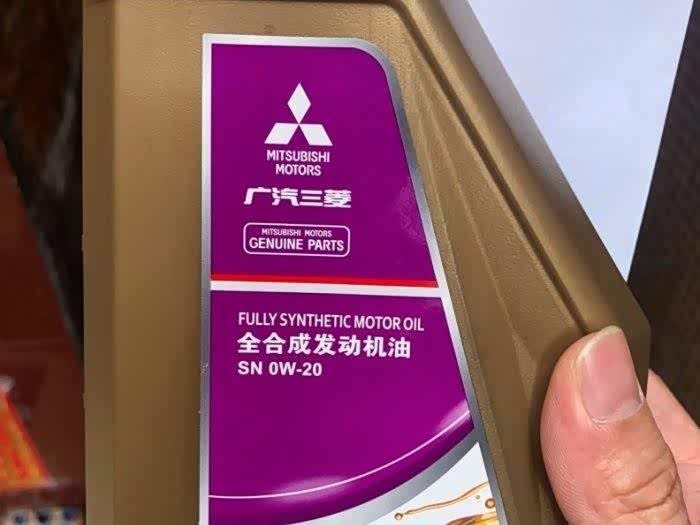 MITSUBISHI
MOTORS
广汽三菱
MITSUBISHI MOTORS
GENUINE PARTS
FULLY SYNTHETIC MOTOR OIL
全合成发动机油
SN 0W-20